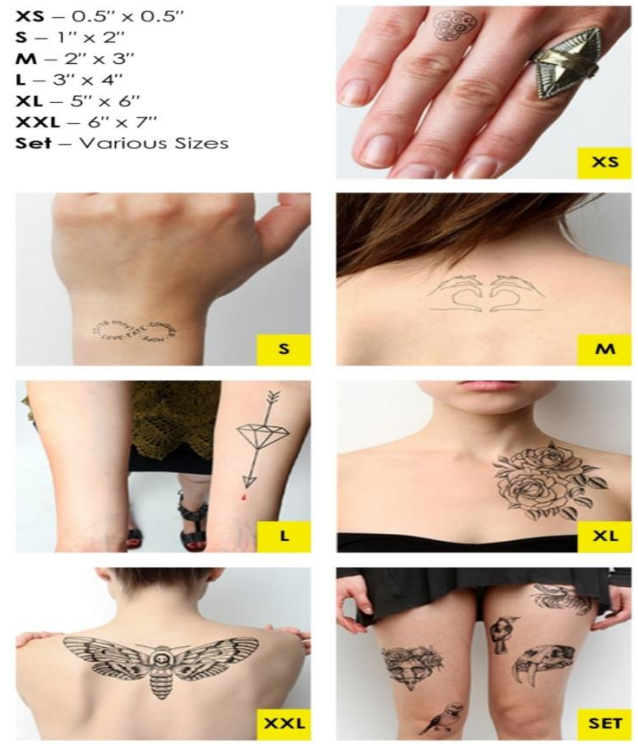 XS – 0.5" x 0.5"
S – 1" x 2"
M – 2" x 3"
L – 3" x 4"
XL – 5" x 6"
XXL – 6" x 7"
Set – Various Sizes
XS
S
M
L
XL
XXL
SET